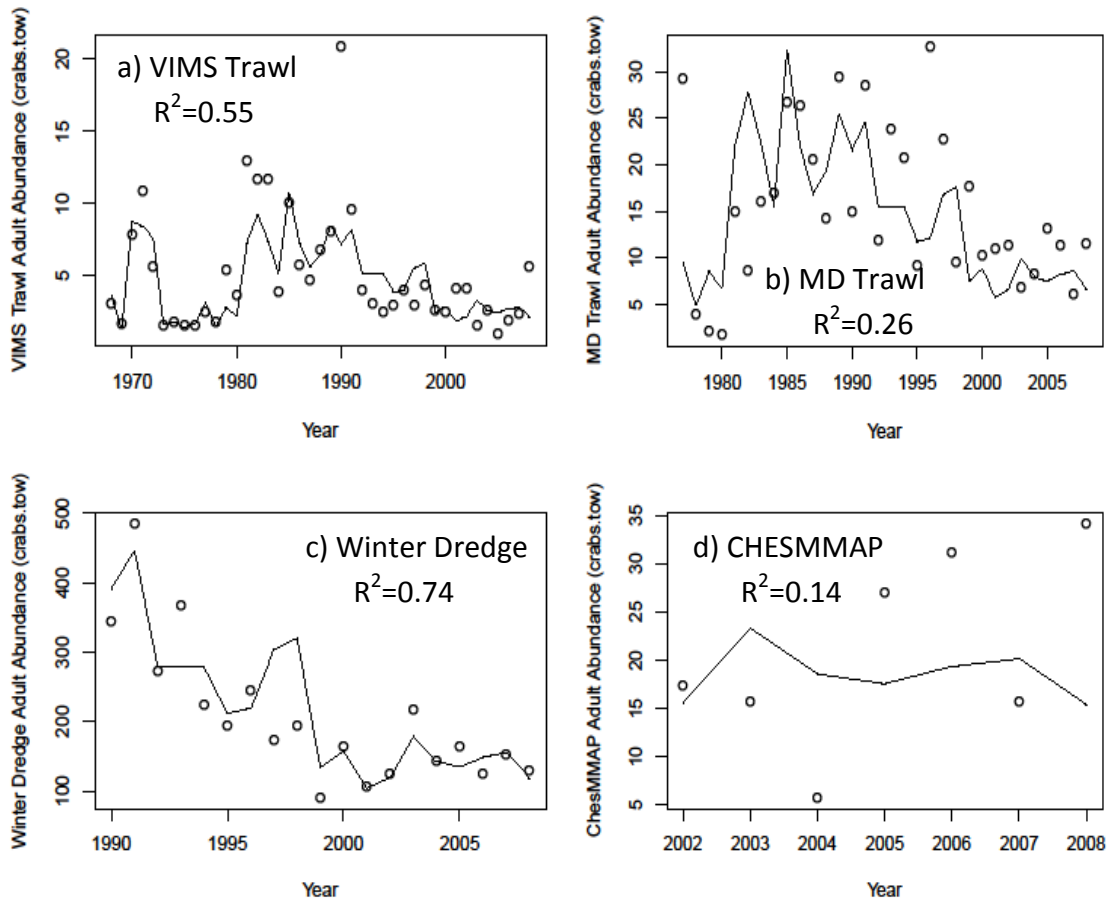 VIMS Trawl Adult Abundance (crabs.tow)
20
15
10
5
a) VIMS Trawl
R²=0.55
1970 1980 1990 2000
Year
MD Trawl Adult Abundance (crabs.tow)
30
25
20
15
10
5
b) MD Trawl
R²=0.26
1980 1985 1990 1995 2000 2005
Year
Winter Dredge Adult Abundance (crabs.tow)
500
400
300
200
100
c) Winter Dredge
R²=0.74
1990 1995 2000 2005
Year
ChesMMAP Adult Abundance (crabs.tow)
35
30
25
20
15
10
5
d) CHESMMAP
R²=0.14
2002 2003 2004 2005 2006 2007 2008
Year